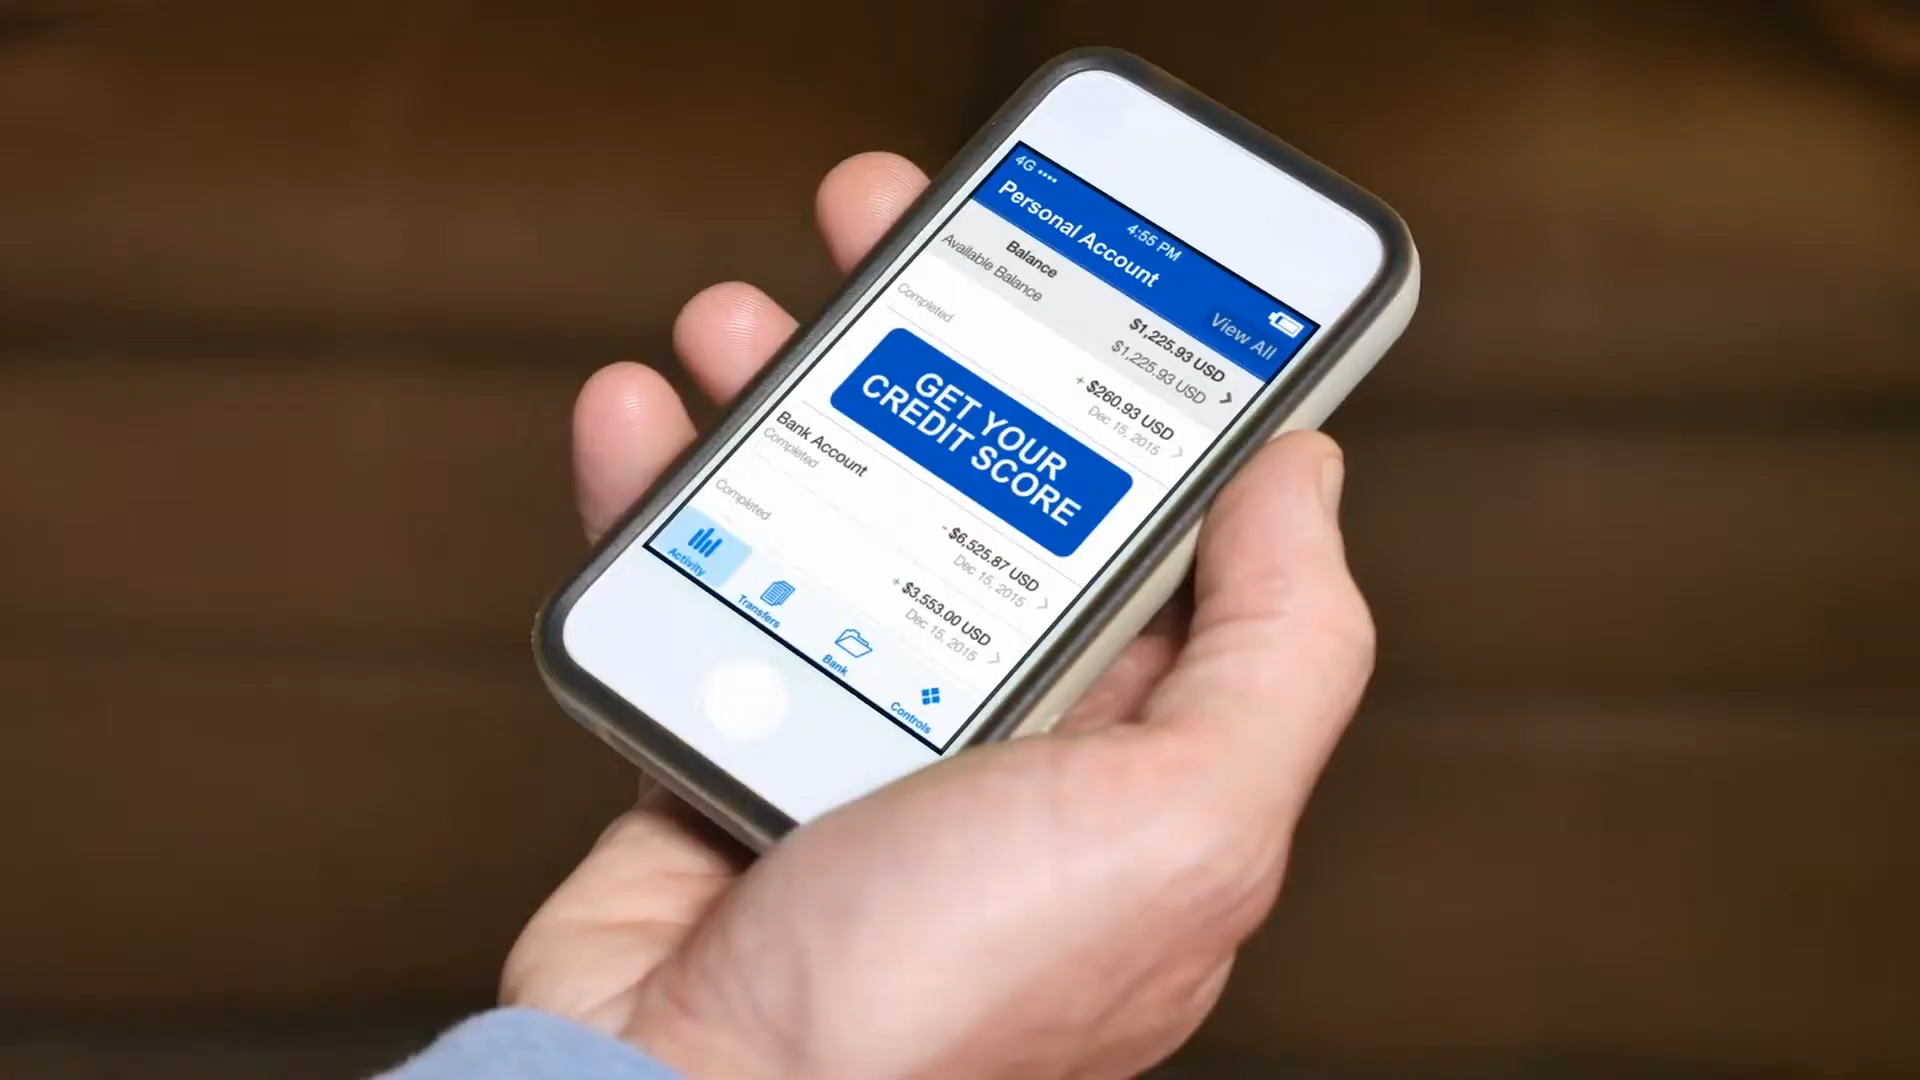 4G ••••
4:55 PM
Personal Account
View All
Balance
$1,225.93 USD
Available Balance
$1,225.93 USD
Completed
+ $260.93 USD
Dec 15, 2015
GET YOUR
CREDIT SCORE
Bank Account
- $6,525.87 USD
Completed
Dec 15, 2015
+ $3,553.00 USD
Completed
Dec 15, 2015
Activity
Transfers
Bank
Controls